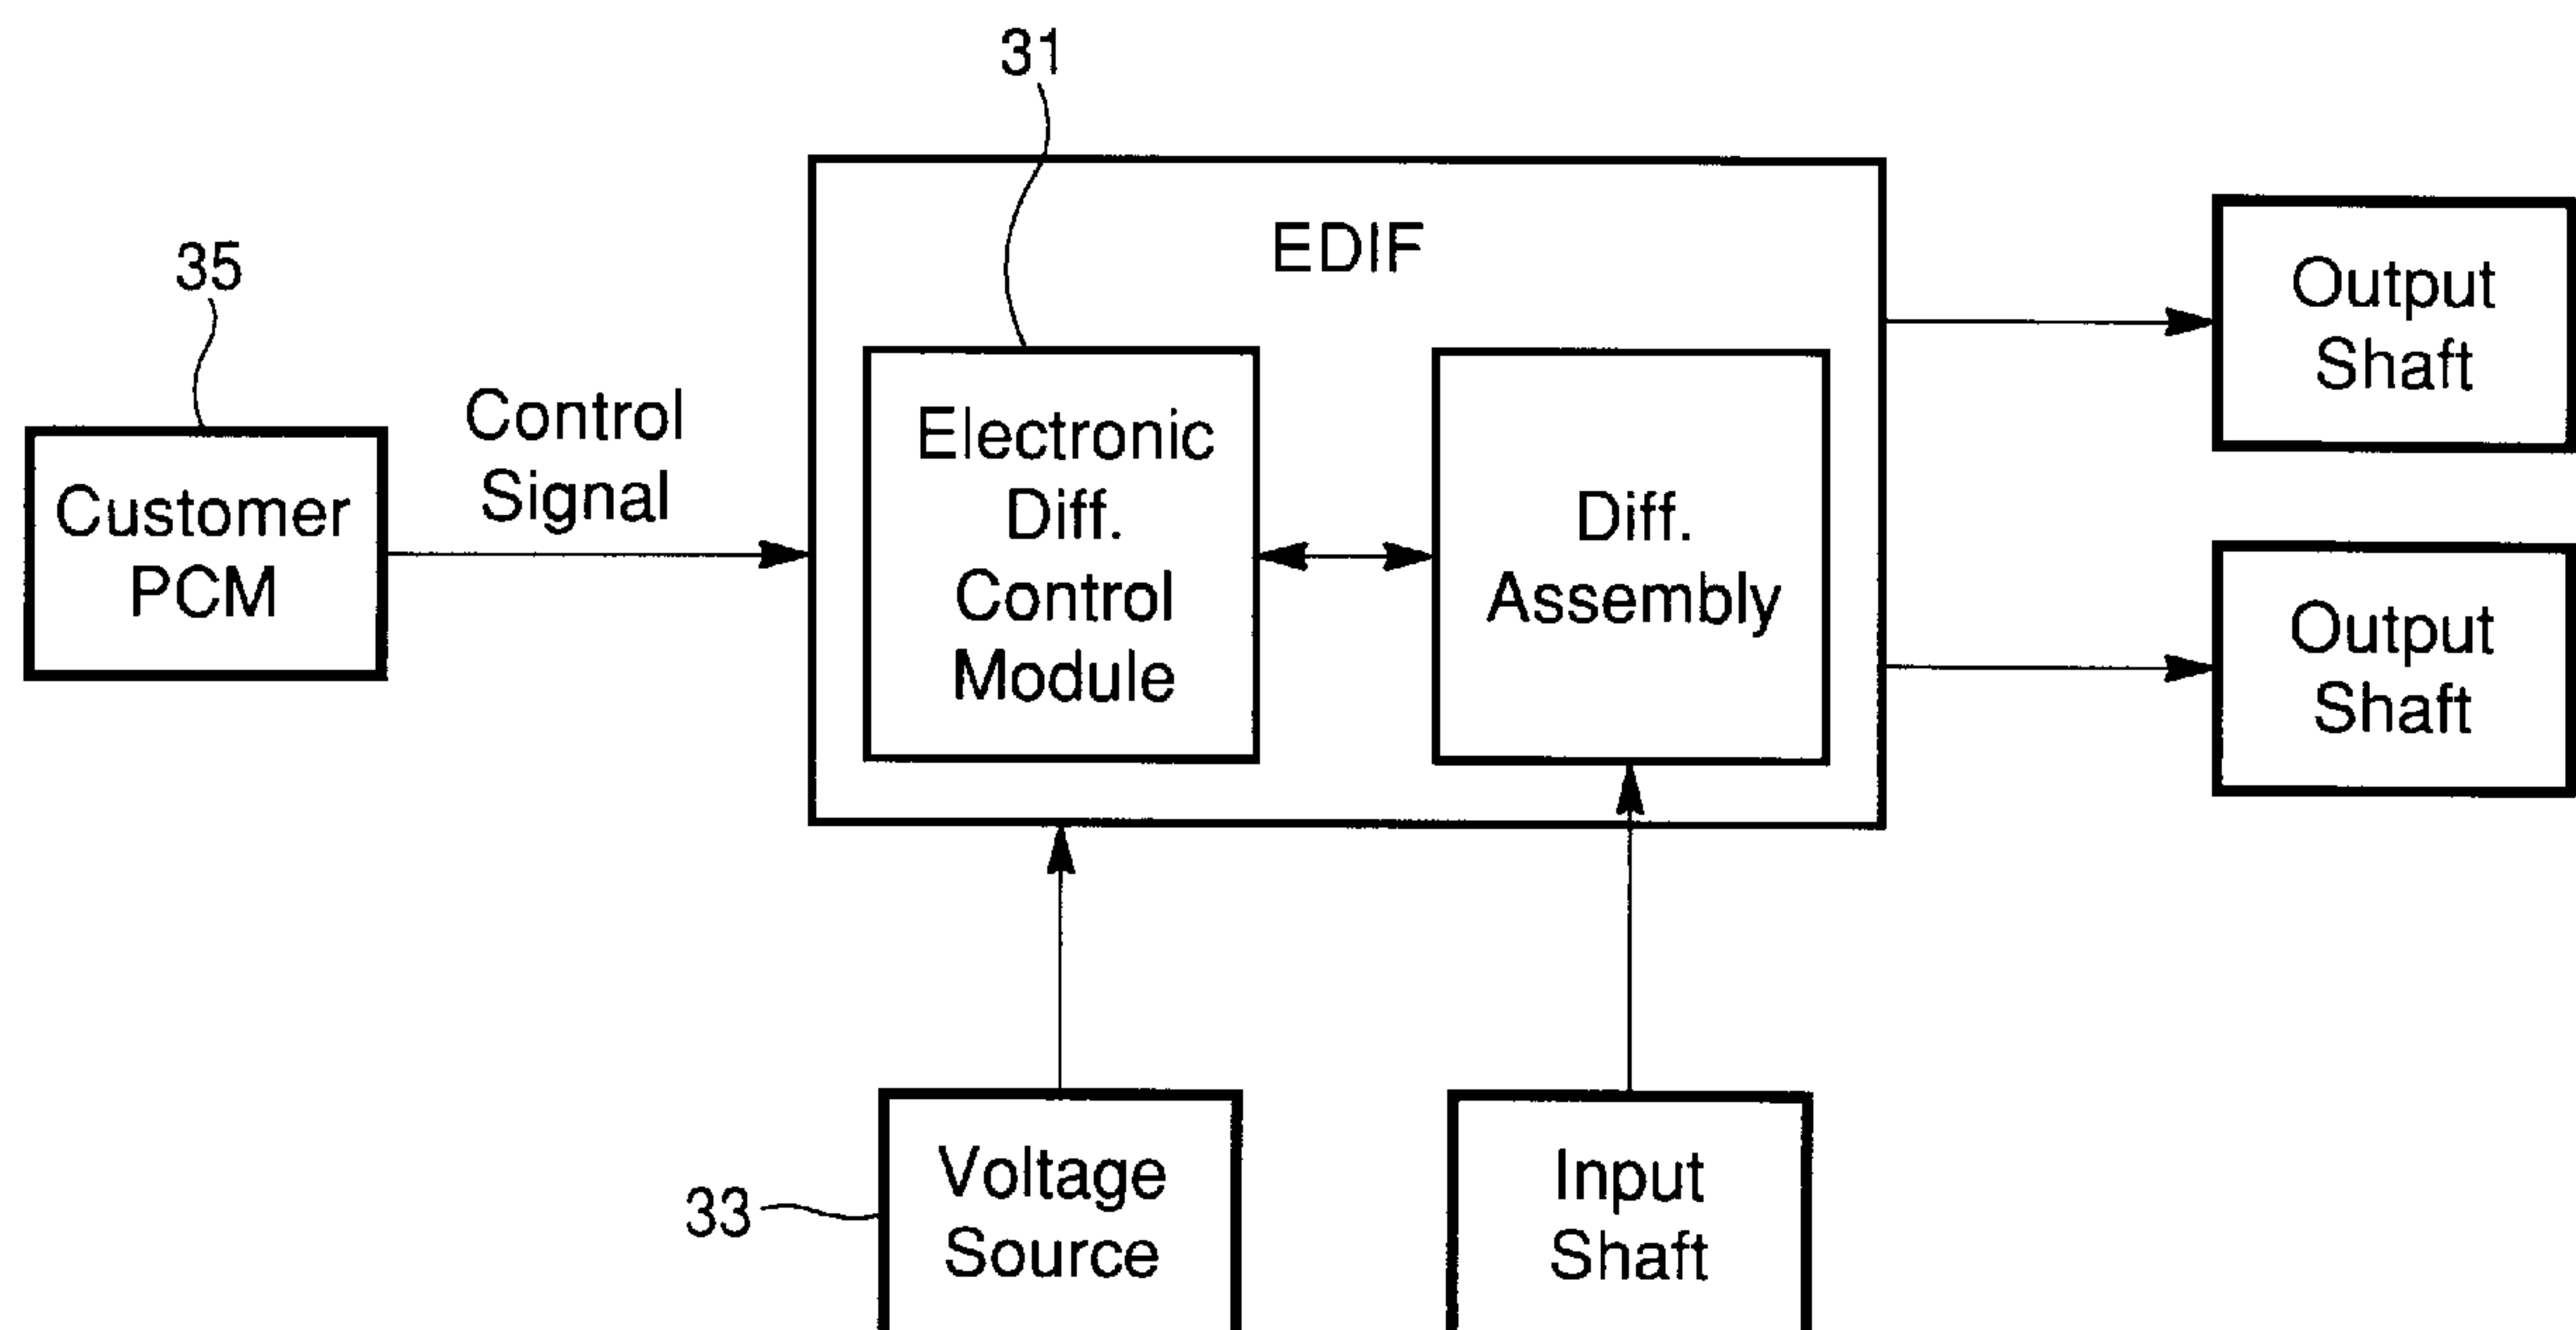 31
EDIF
35
Control
Signal
Customer
PCM
Electronic
Diff.
Control
Module
Diff.
Assembly
Output
Shaft
Output
Shaft
33
Voltage
Source
Input
Shaft